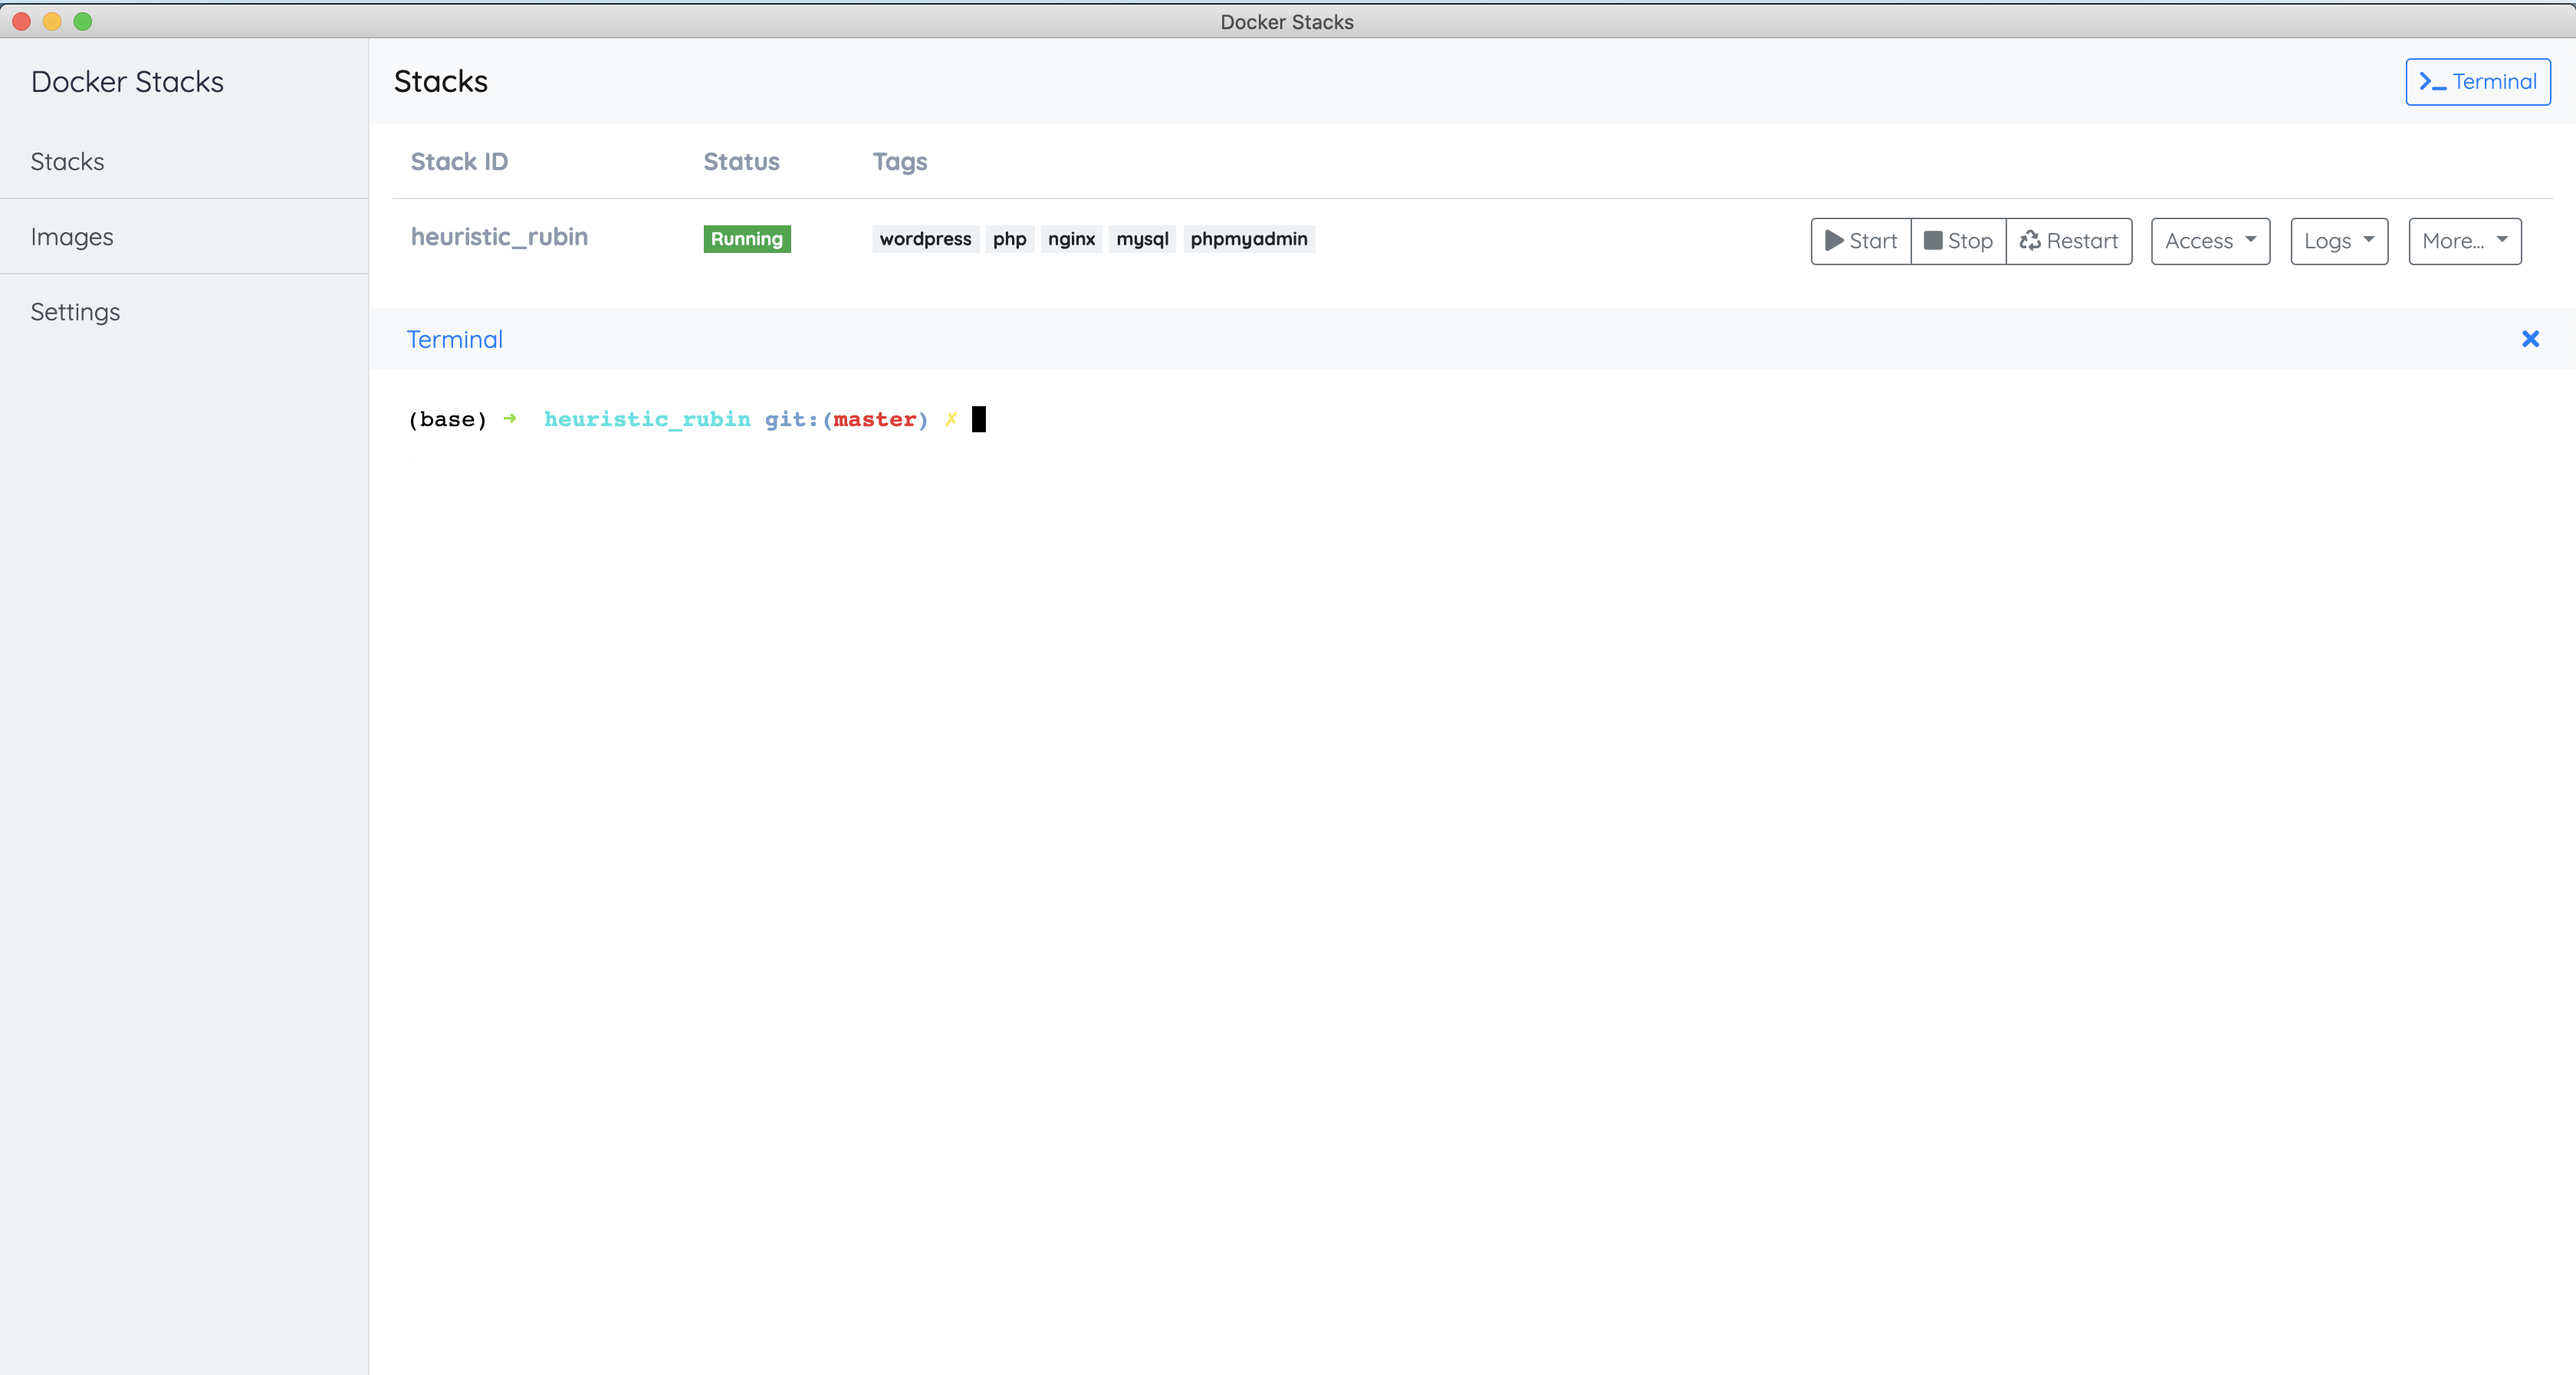 Docker Stacks
Docker Stacks
Stacks
Images
Settings
Stacks
Terminal
Stack ID Status Tags
heuristic_rubin Running wordpress php nginx mysql phpmyadmin Start Stop Restart Access Logs More...
Terminal
(base) ➜ heuristic_rubin git:(master) ✗